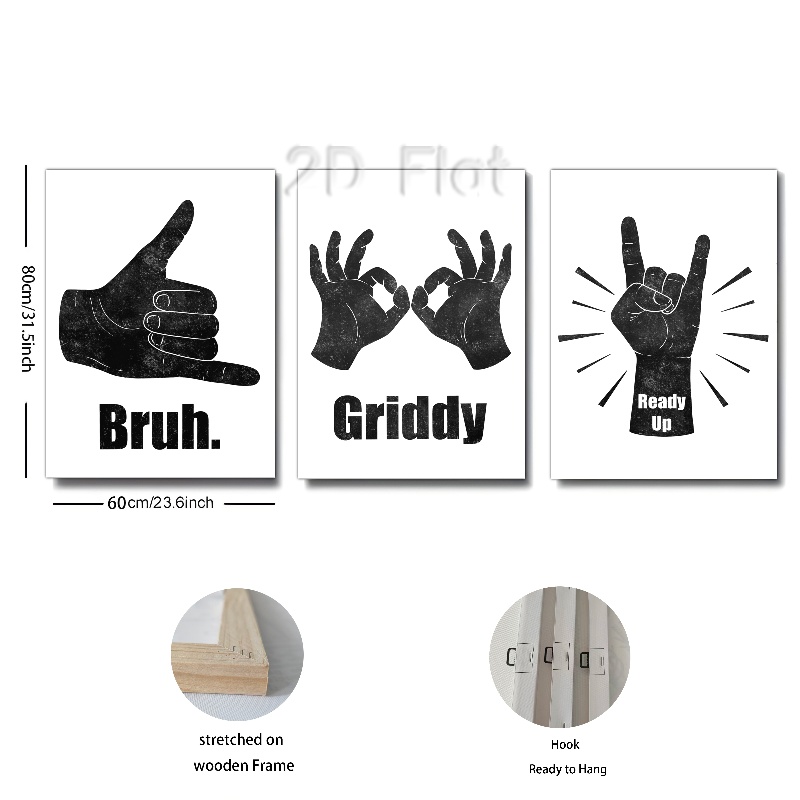 2D Flat
80cm/31.5inch
Bruh.
Griddy
Ready
Up
60cm/23.6inch
stretched on
wooden Frame
Hook
Ready to Hang